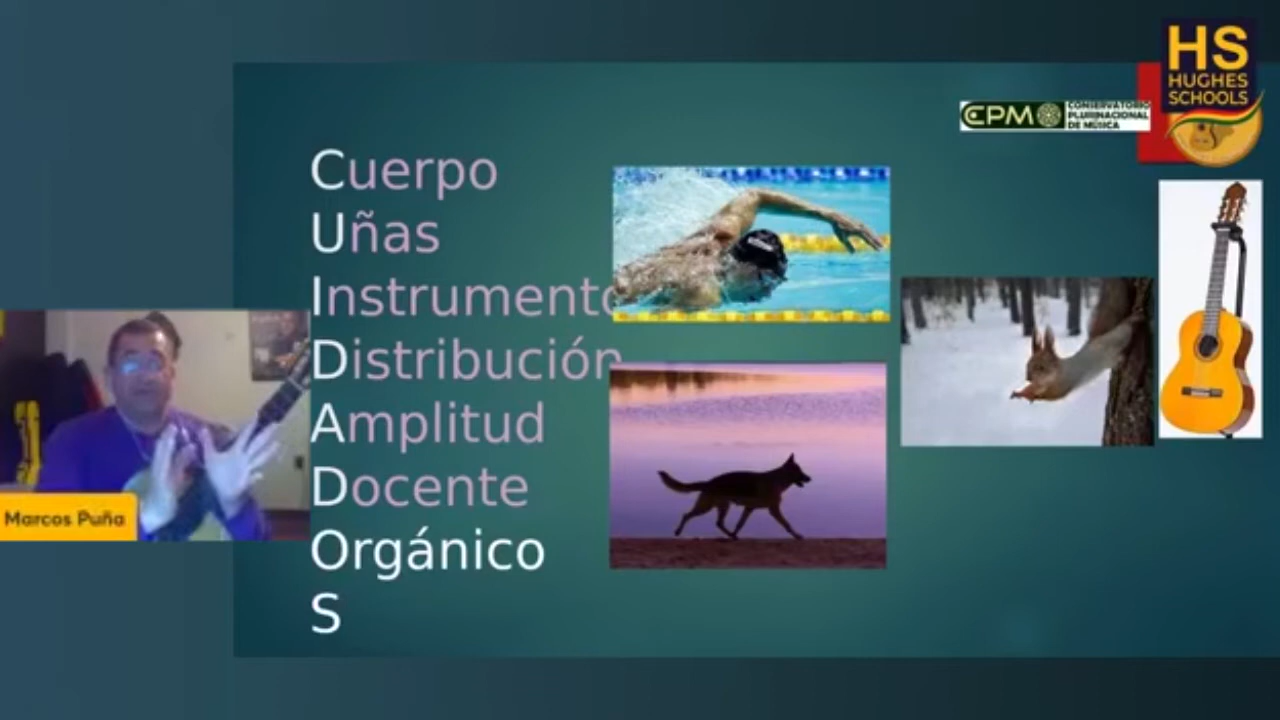 HS
HUGHES
SCHOOLS
CPM CONSERVATORIO
PLURINACIONAL
DE MÚSICA
Cuerpo
Uñas
Instrumento
Distribución
Amplitud
Docente
Orgánico
S
Marcos Puña